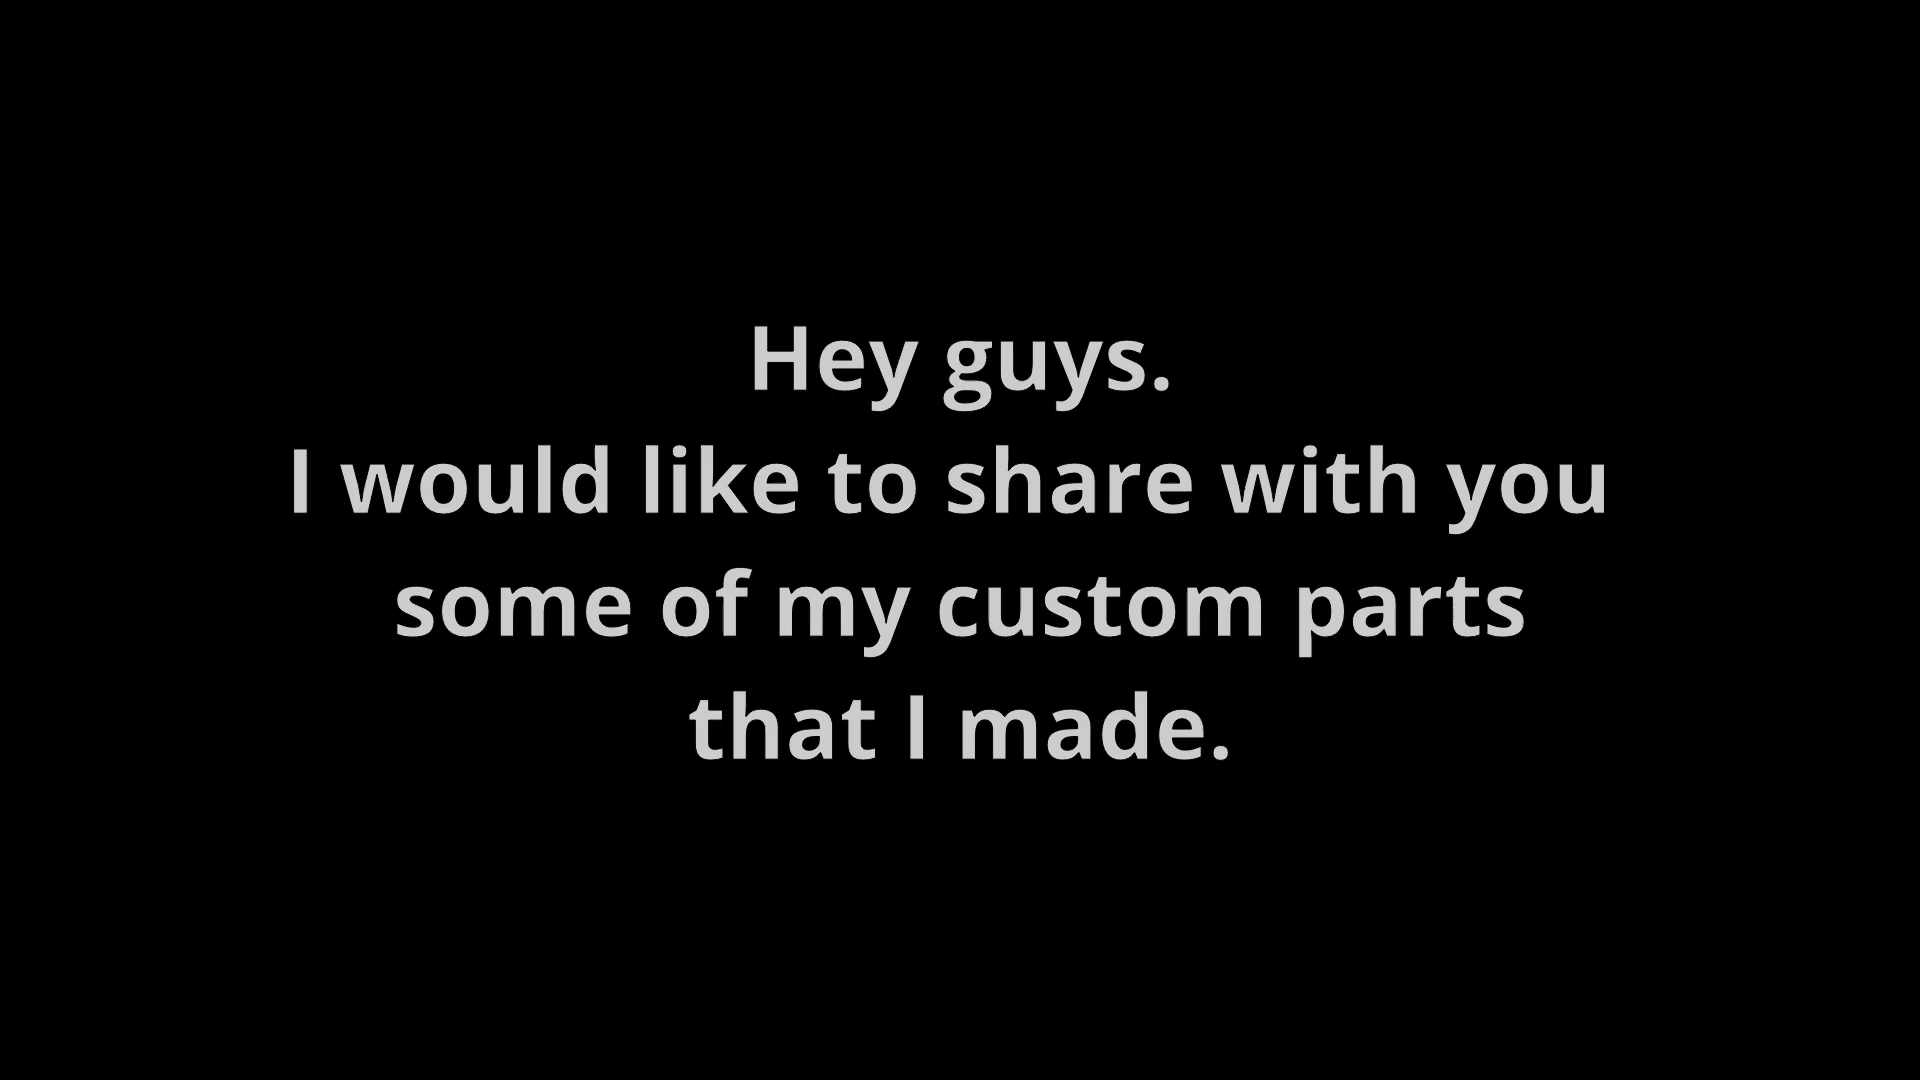 Hey guys.
I would like to share with you
some of my custom parts
that I made.